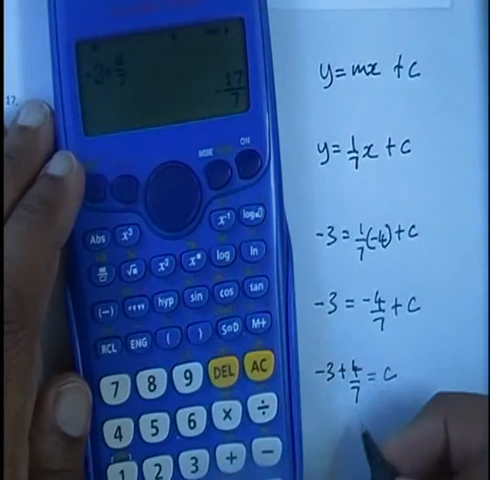 -3+4/7
-17/7
17.
y = mx + c
y = 1/7 x + c
-3 = 1/7(-4) + c
-3 = -4/7 + c
-3 + 4/7 = c
MODE
ON
Abs x³ x⁻¹ log▫▫
√▫ x² x▫ log ln
(−) °'" hyp sin cos tan
RCL ENG ( ) S⇔D M+
7 8 9 DEL AC
4 5 6 × ÷
1 2 3 + −